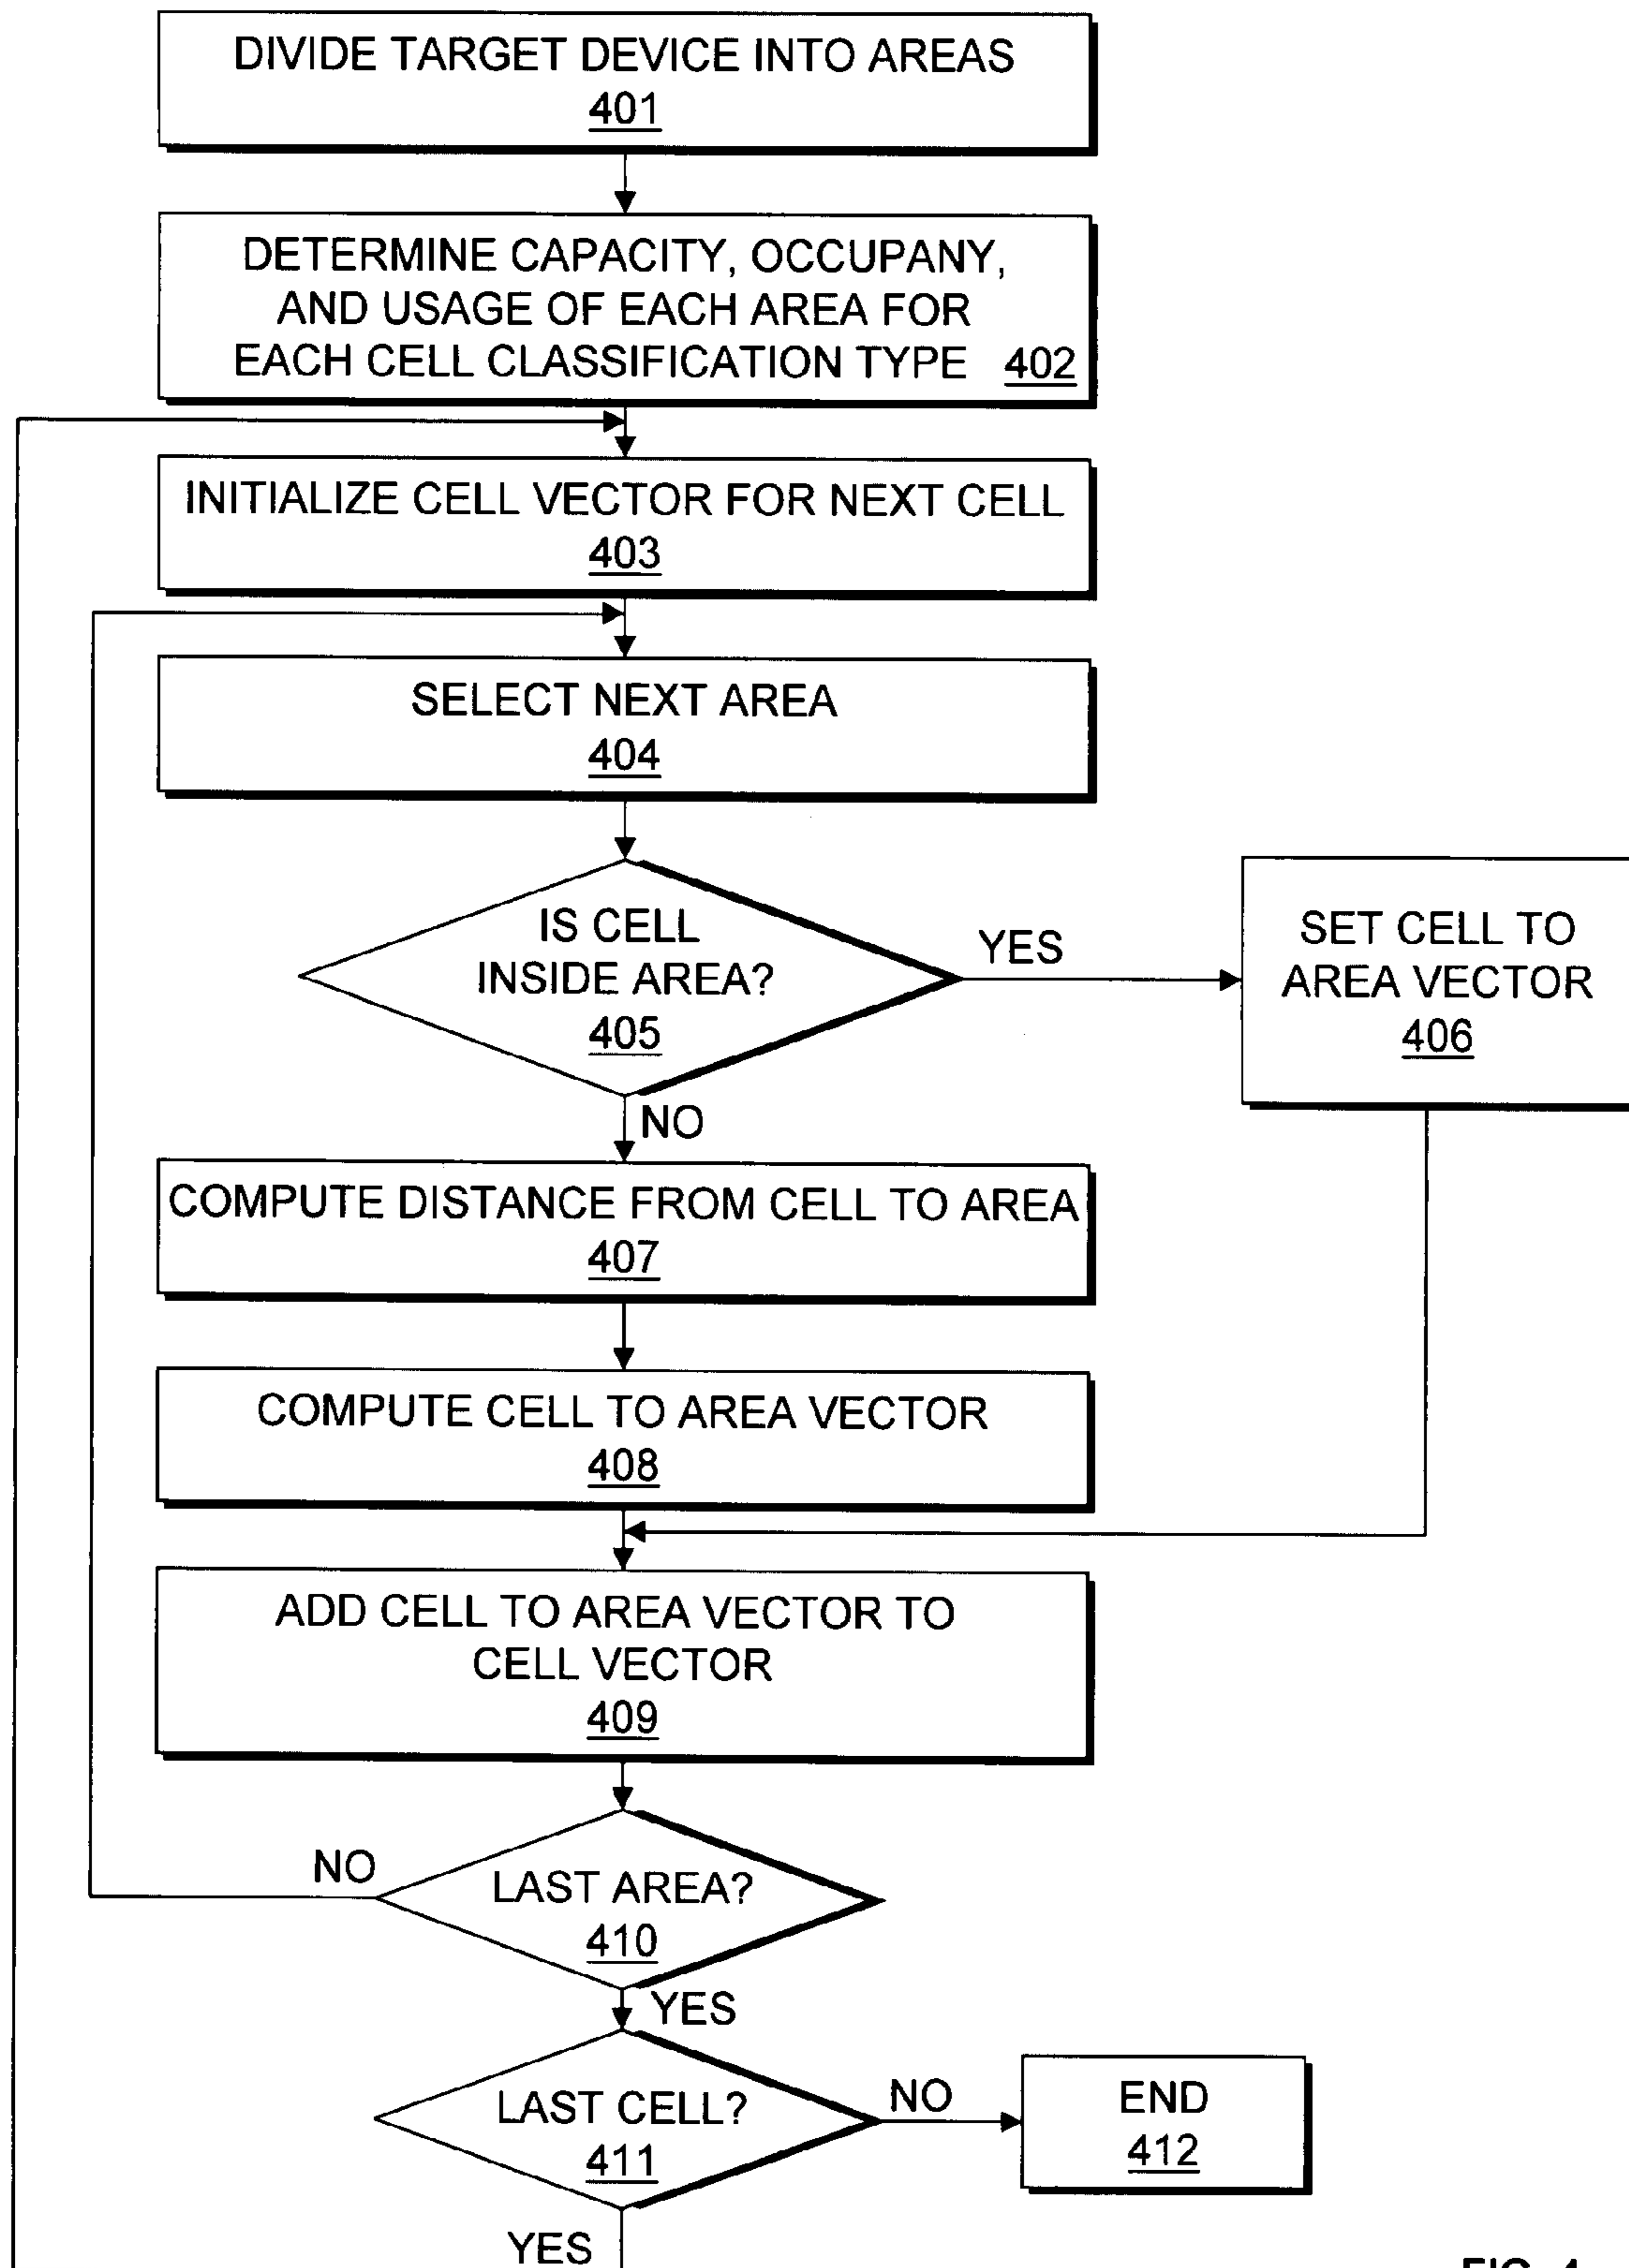 DIVIDE TARGET DEVICE INTO AREAS
401
DETERMINE CAPACITY, OCCUPANY,
AND USAGE OF EACH AREA FOR
EACH CELL CLASSIFICATION TYPE 402
INITIALIZE CELL VECTOR FOR NEXT CELL
403
SELECT NEXT AREA
404
IS CELL
INSIDE AREA?
405
YES
SET CELL TO
AREA VECTOR
406
NO
COMPUTE DISTANCE FROM CELL TO AREA
407
COMPUTE CELL TO AREA VECTOR
408
ADD CELL TO AREA VECTOR TO
CELL VECTOR
409
NO
LAST AREA?
410
YES
LAST CELL?
411
NO
END
412
YES
FIG. 4